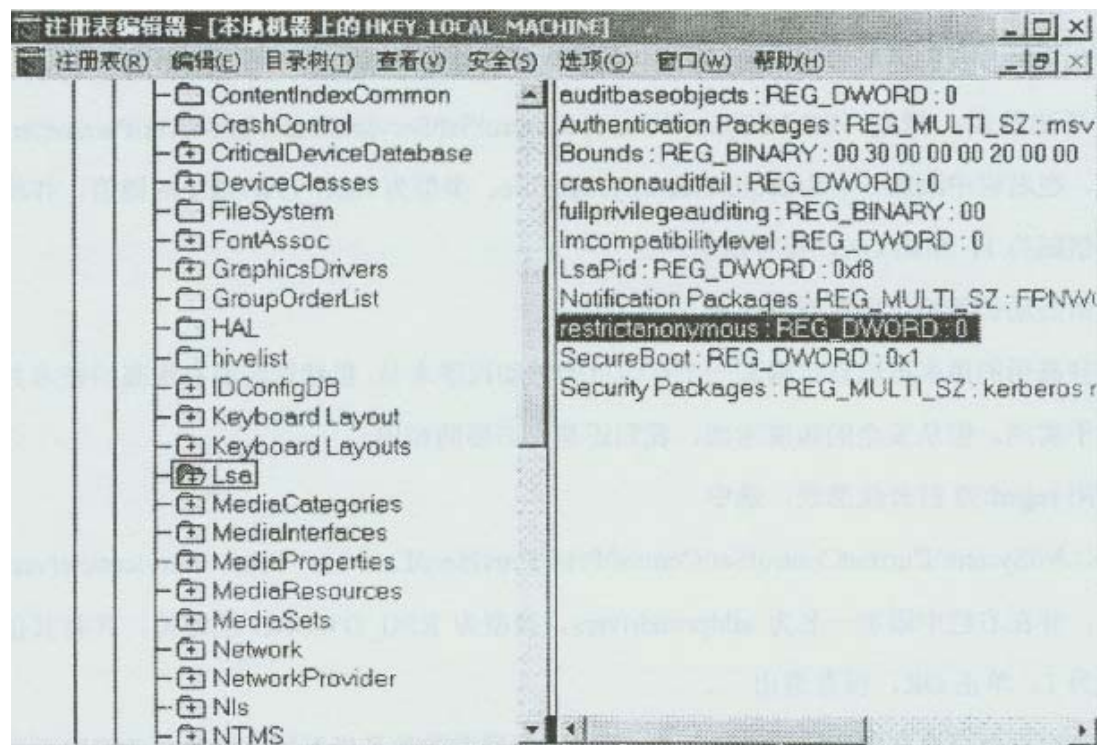 注册表编辑器 - [本地机器上的 HKEY_LOCAL_MACHINE]
注册表(R) 编辑(E) 目录树(T) 查看(V) 安全(S) 选项(O) 窗口(W) 帮助(H)
ContentIndexCommon
CrashControl
CriticalDeviceDatabase
DeviceClasses
FileSystem
FontAssoc
GraphicsDrivers
GroupOrderList
HAL
hivelist
IDConfigDB
Keyboard Layout
Keyboard Layouts
Lsa
MediaCategories
MediaInterfaces
MediaProperties
MediaResources
MediaSets
Network
NetworkProvider
Nls
NTMS
auditbaseobjects : REG_DWORD : 0
Authentication Packages : REG_MULTI_SZ : msv
Bounds : REG_BINARY : 00 30 00 00 00 20 00 00
crashonauditfail : REG_DWORD : 0
fullprivilegeauditing : REG_BINARY : 00
lmcompatibilitylevel : REG_DWORD : 0
LsaPid : REG_DWORD : 0xf8
Notification Packages : REG_MULTI_SZ : FPNW
restrictanonymous : REG_DWORD : 0
SecureBoot : REG_DWORD : 0x1
Security Packages : REG_MULTI_SZ : kerberos